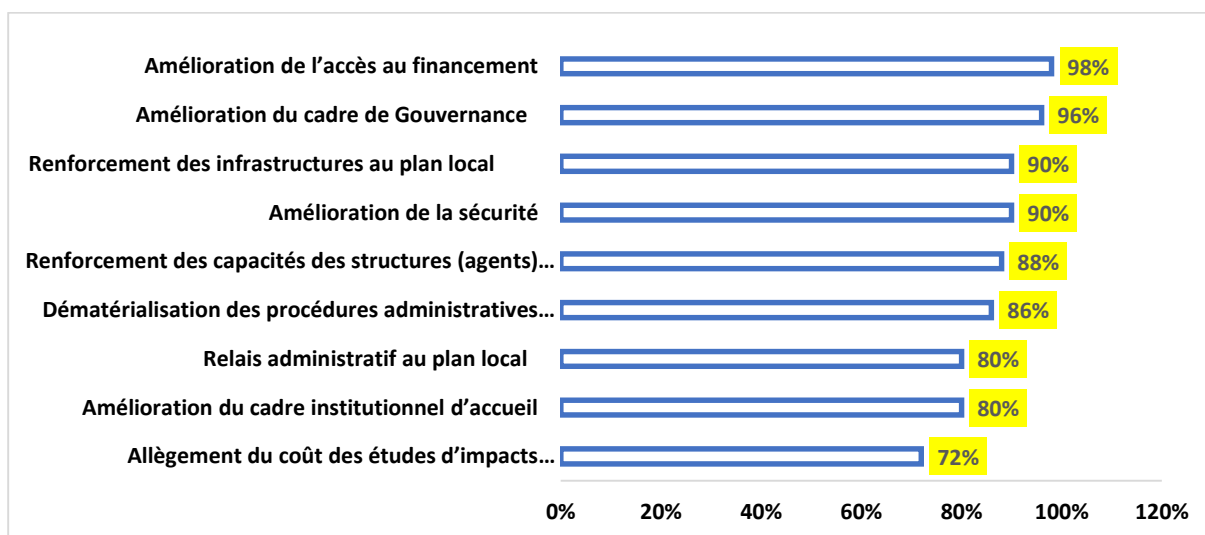 Amélioration de l’accès au financement 98%
Amélioration du cadre de Gouvernance 96%
Renforcement des infrastructures au plan local 90%
Amélioration de la sécurité 90%
Renforcement des capacités des structures (agents)… 88%
Dématérialisation des procédures administratives… 86%
Relais administratif au plan local 80%
Amélioration du cadre institutionnel d’accueil 80%
Allègement du coût des études d’impacts… 72%
0% 20% 40% 60% 80% 100% 120%